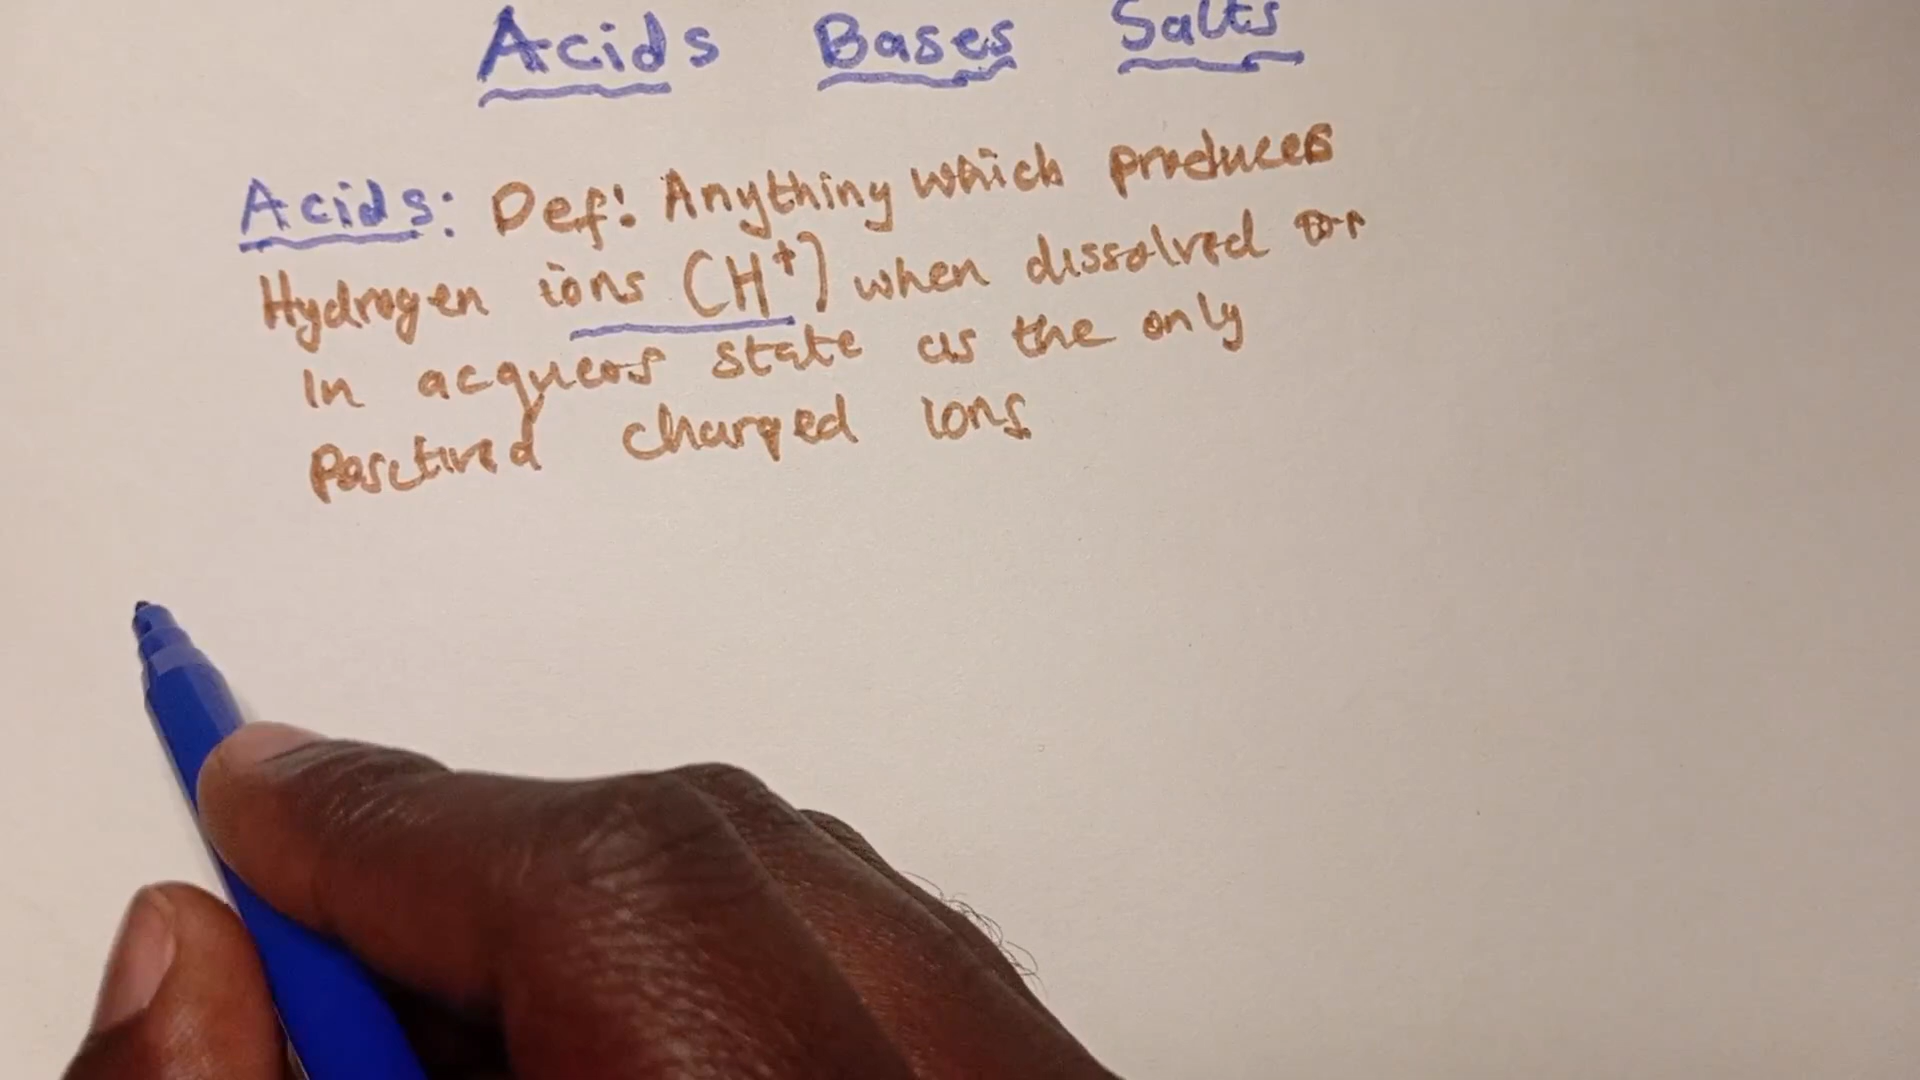 Acids Bases Salts
Acids: Def: Anything which produces
Hydrogen ions (H+) when dissolved or
In acqueos state as the only
charged ions